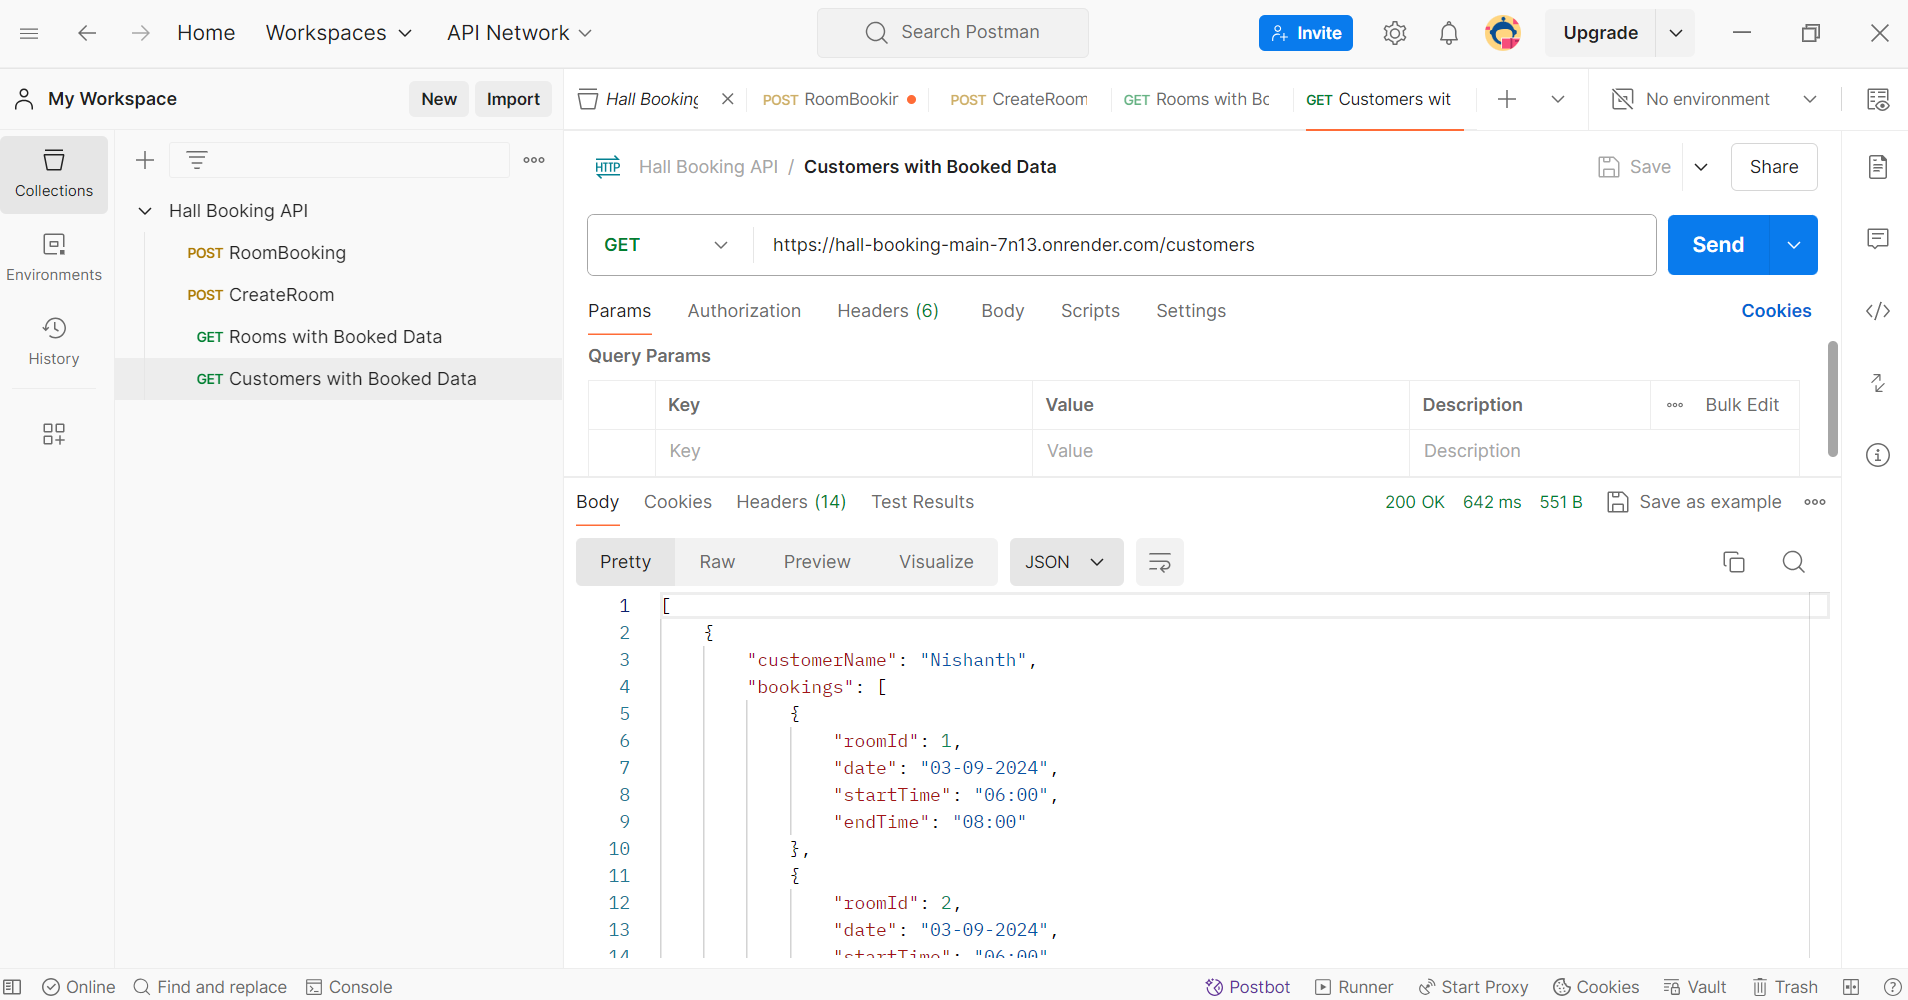 Home Workspaces API Network Search Postman Invite Upgrade
My Workspace New Import Hall Booking POST RoomBookin POST CreateRoom GET Rooms with Bo GET Customers wit No environment
Collections
Hall Booking API / Customers with Booked Data Save Share
Hall Booking API
POST RoomBooking
POST CreateRoom
GET Rooms with Booked Data
GET Customers with Booked Data
Environments
History
GET https://hall-booking-main-7n13.onrender.com/customers Send
Params Authorization Headers (6) Body Scripts Settings Cookies
Query Params
Key Value Description Bulk Edit
Key Value Description
Body Cookies Headers (14) Test Results 200 OK 642 ms 551 B Save as example
Pretty Raw Preview Visualize JSON
1 [
2 {
3 "customerName": "Nishanth",
4 "bookings": [
5 {
6 "roomId": 1,
7 "date": "03-09-2024",
8 "startTime": "06:00",
9 "endTime": "08:00"
10 },
11 {
12 "roomId": 2,
13 "date": "03-09-2024",
14 "startTime": "06:00"
Online Find and replace Console Postbot Runner Start Proxy Cookies Vault Trash